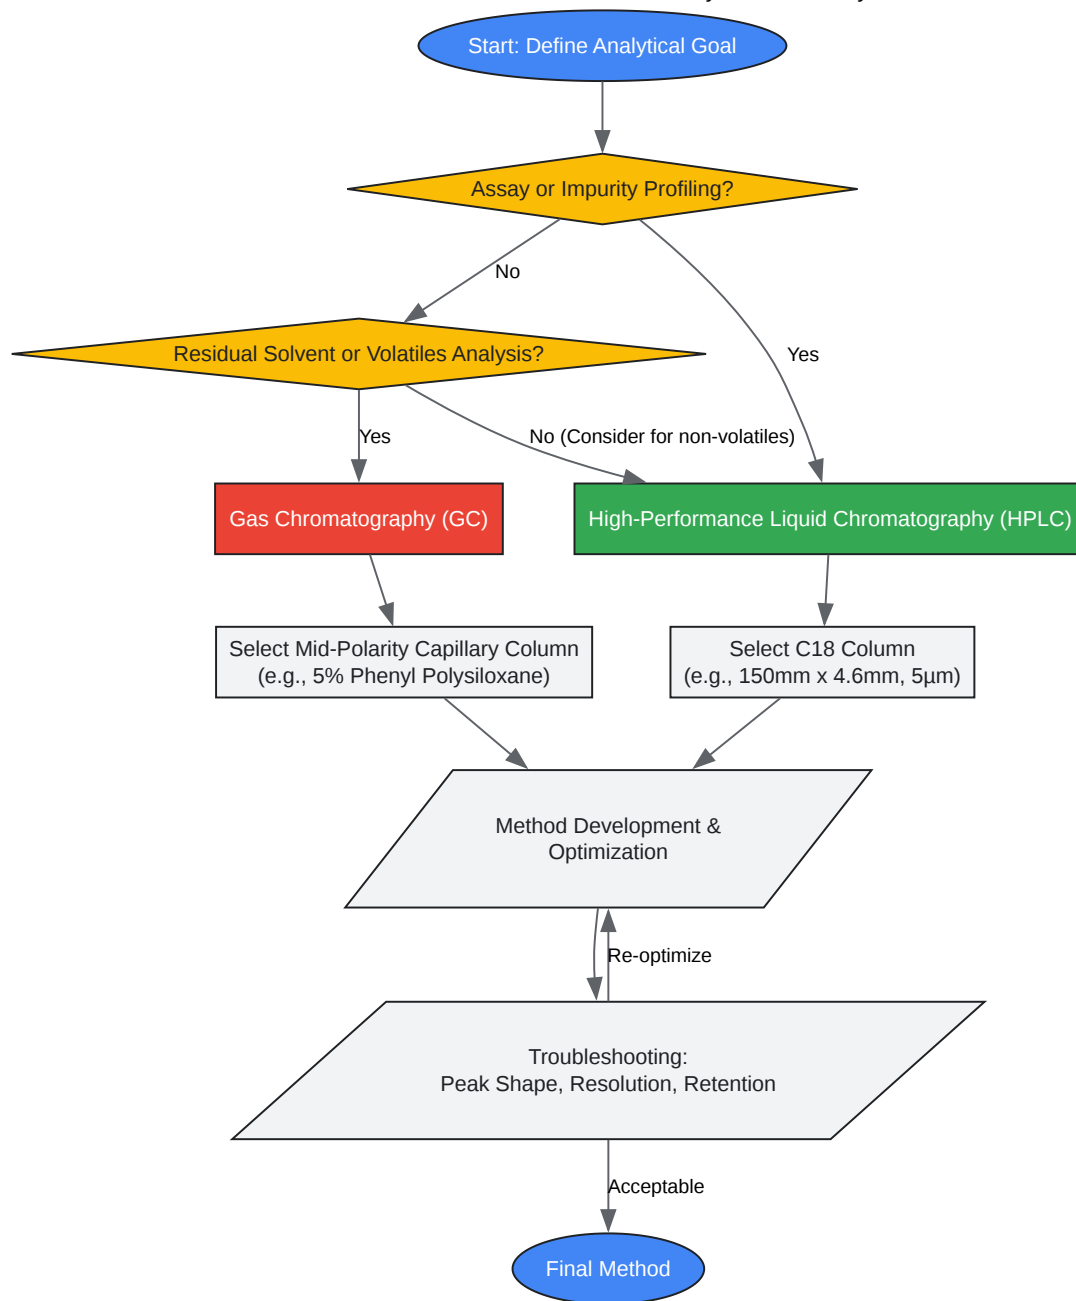 Start: Define Analytical Goal
Assay or Impurity Profiling?
No
Yes
Residual Solvent or Volatiles Analysis?
Yes
No (Consider for non-volatiles)
Gas Chromatography (GC)
High-Performance Liquid Chromatography (HPLC)
Select Mid-Polarity Capillary Column
(e.g., 5% Phenyl Polysiloxane)
Select C18 Column
(e.g., 150mm x 4.6mm, 5µm)
Method Development &
Optimization
Re-optimize
Troubleshooting:
Peak Shape, Resolution, Retention
Acceptable
Final Method